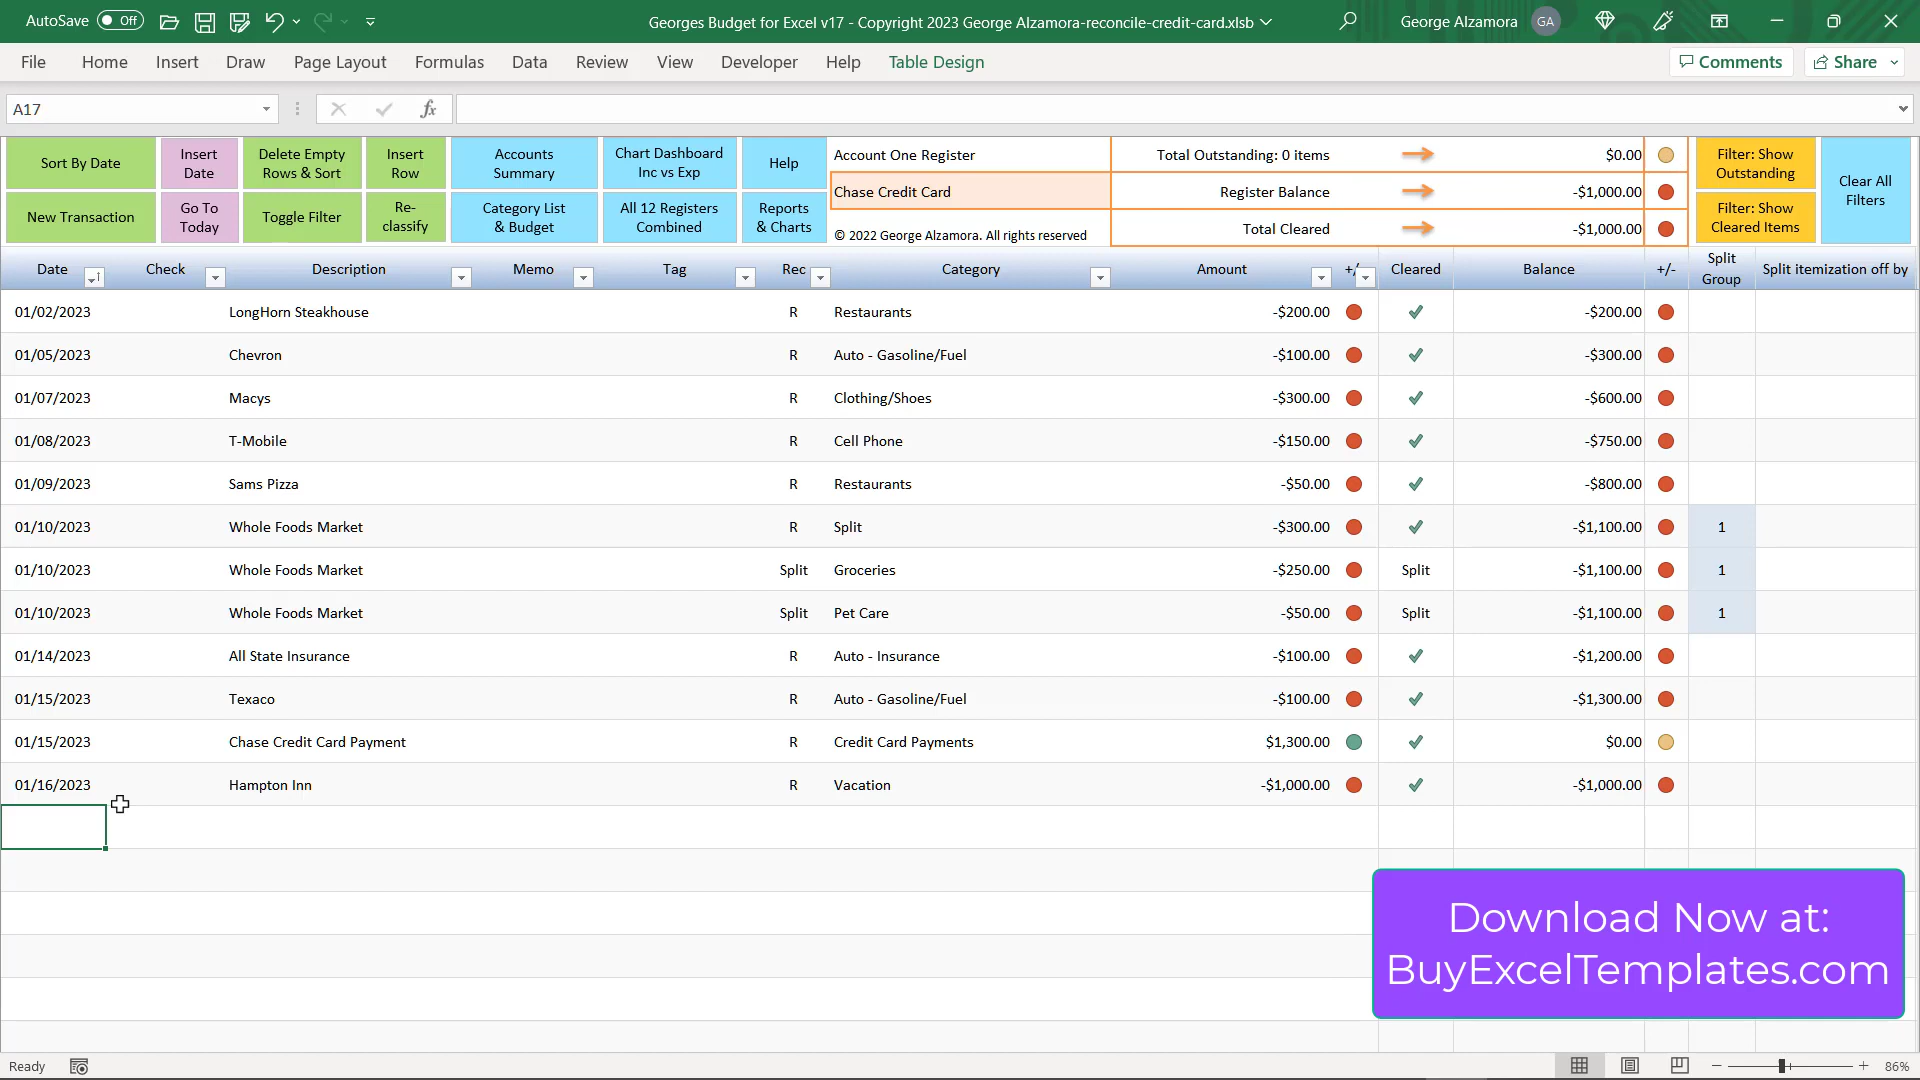 AutoSave Off
Georges Budget for Excel v17 - Copyright 2023 George Alzamora-reconcile-credit-card.xlsb
George Alzamora GA
File Home Insert Draw Page Layout Formulas Data Review View Developer Help Table Design
Comments Share
A17
fx
Sort By Date
Insert
Date
Delete Empty
Rows & Sort
Insert
Row
Accounts
Summary
Chart Dashboard
Inc vs Exp
Help
New Transaction
Go To
Today
Toggle Filter
Re-
classify
Category List
& Budget
All 12 Registers
Combined
Reports
& Charts
Account One Register
Chase Credit Card
© 2022 George Alzamora. All rights reserved
Total Outstanding: 0 items $0.00
Register Balance -$1,000.00
Total Cleared -$1,000.00
Filter: Show
Outstanding
Filter: Show
Cleared Items
Clear All
Filters
Date Check Description Memo Tag Rec Category Amount +/- Cleared Balance +/- Split Group Split itemization off by
01/02/2023 LongHorn Steakhouse R Restaurants -$200.00 -$200.00
01/05/2023 Chevron R Auto - Gasoline/Fuel -$100.00 -$300.00
01/07/2023 Macys R Clothing/Shoes -$300.00 -$600.00
01/08/2023 T-Mobile R Cell Phone -$150.00 -$750.00
01/09/2023 Sams Pizza R Restaurants -$50.00 -$800.00
01/10/2023 Whole Foods Market R Split -$300.00 -$1,100.00 1
01/10/2023 Whole Foods Market Split Groceries -$250.00 Split -$1,100.00 1
01/10/2023 Whole Foods Market Split Pet Care -$50.00 Split -$1,100.00 1
01/14/2023 All State Insurance R Auto - Insurance -$100.00 -$1,200.00
01/15/2023 Texaco R Auto - Gasoline/Fuel -$100.00 -$1,300.00
01/15/2023 Chase Credit Card Payment R Credit Card Payments $1,300.00 $0.00
01/16/2023 Hampton Inn R Vacation -$1,000.00 -$1,000.00
Download Now at:
BuyExcelTemplates.com
Ready
86%